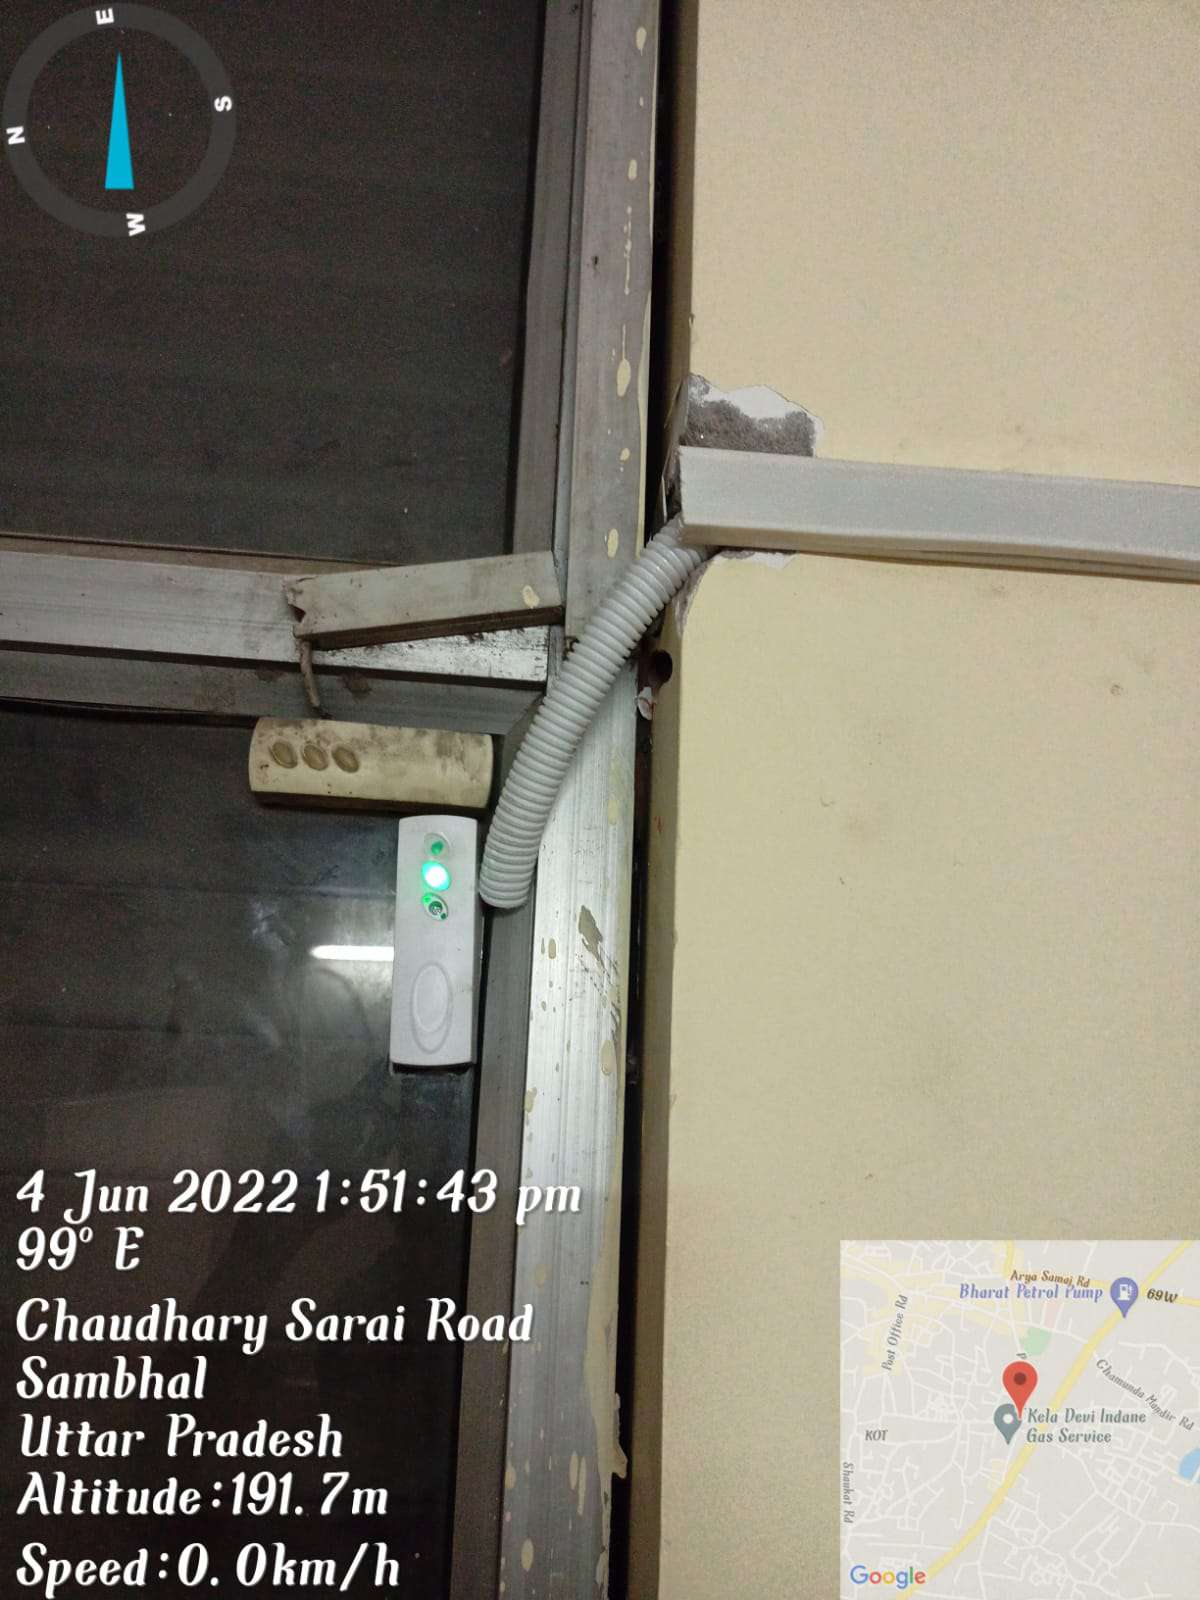 E
S
N
W
4 Jun 2022 1:51:43 pm
99° E
Chaudhary Sarai Road
Sambhal
Uttar Pradesh
Altitude:191.7m
Speed:0.0km/h
Arya Samaj Rd
Bharat Petrol Pump
69W
Post Office Rd
Chamunda Mandir Rd
Kela Devi Indane
Gas Service
KOT
Shaukat Rd
Google